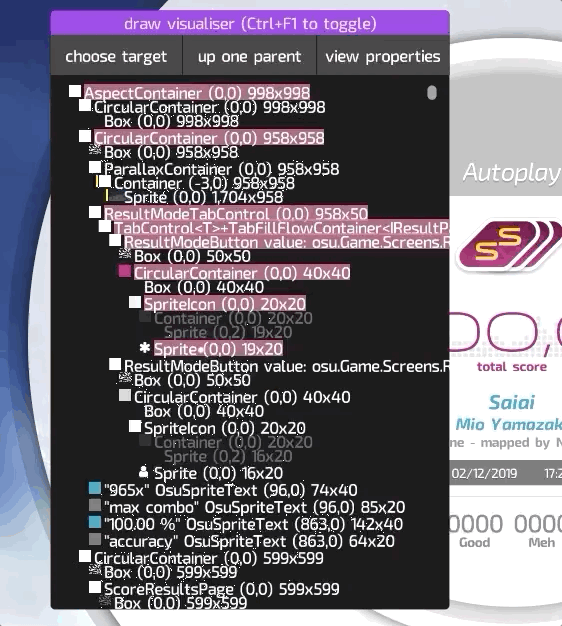 draw visualiser (Ctrl+F1 to toggle)
choose target up one parent view properties
AspectContainer (0,0) 998x998
CircularContainer (0,0) 998x998
Box (0,0) 998x998
CircularContainer (0,0) 958x958
Box (0,0) 958x958
ParallaxContainer (0,0) 958x958
Container (-3,0) 958x958
Sprite (0,0) 1,704x958
ResultModeTabControl (0,0) 958x50
TabControl<T>+TabFillFlowContainer<IResultP
ResultModeButton value: osu.Game.Screens.R
Box (0,0) 50x50
CircularContainer (0,0) 40x40
Box (0,0) 40x40
SpriteIcon (0,0) 20x20
Container (0,0) 20x20
Sprite (0,2) 19x20
Sprite (0,0) 19x20
ResultModeButton value: osu.Game.Screens.R
Box (0,0) 50x50
CircularContainer (0,0) 40x40
Box (0,0) 40x40
SpriteIcon (0,0) 20x20
Container (0,0) 20x20
Sprite (0,2) 16x20
Sprite (0,0) 16x20
"965x" OsuSpriteText (96,0) 74x40
"max combo" OsuSpriteText (96,0) 85x20
"100.00 %" OsuSpriteText (863,0) 142x40
"accuracy" OsuSpriteText (863,0) 64x20
CircularContainer (0,0) 599x599
Box (0,0) 599x599
ScoreResultsPage (0,0) 599x599
Box (0,0) 599x599
Autoplay
SS
00,0
total score
Saiai
Mio Yamazak
ne - mapped by N
02/12/2019 17:2
0000 0000
Good Meh